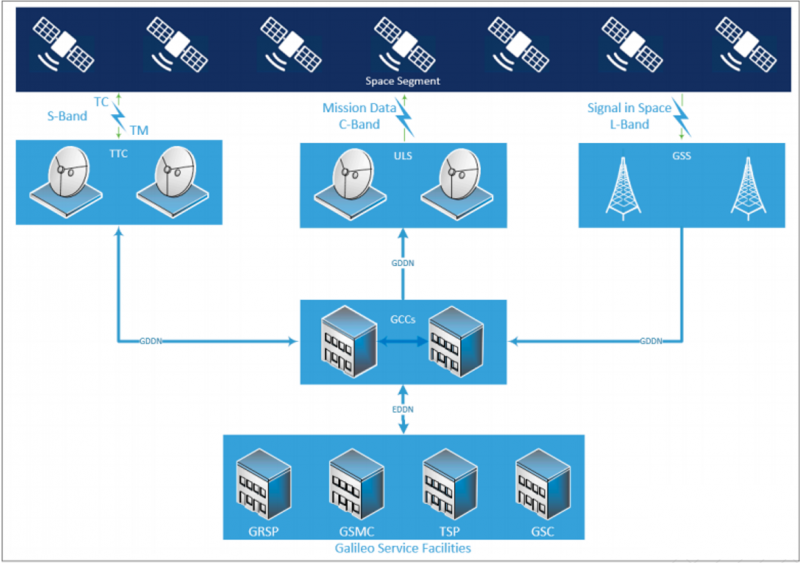 Space Segment
TC
S-Band
TM
Mission Data
C-Band
Signal in Space
L-Band
TTC
ULS
GSS
GDDN
GCCs
GDDN
GDDN
EDDN
GRSP
GSMC
TSP
GSC
Galileo Service Facilities